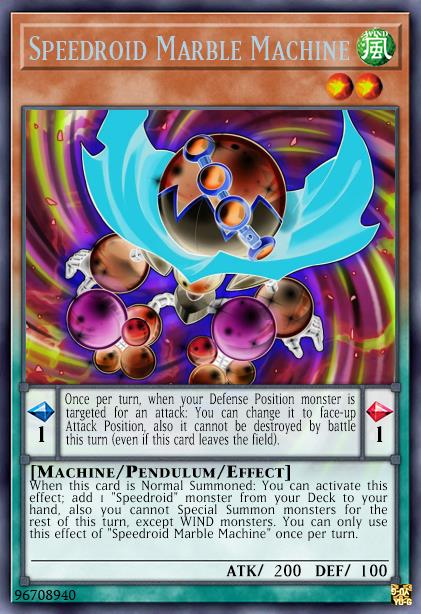 SPEEDROID MARBLE MACHINE
WIND
風
Once per turn, when your Defense Position monster is
targeted for an attack: You can change it to face-up
Attack Position, also it cannot be destroyed by battle
this turn (even if this card leaves the field).
1
1
[MACHINE/PENDULUM/EFFECT]
When this card is Normal Summoned: You can activate this
effect; add 1 "Speedroid" monster from your Deck to your
hand, also you cannot Special Summon monsters for the
rest of this turn, except WIND monsters. You can only use
this effect of "Speedroid Marble Machine" once per turn.
ATK/ 200 DEF/ 100
96708940